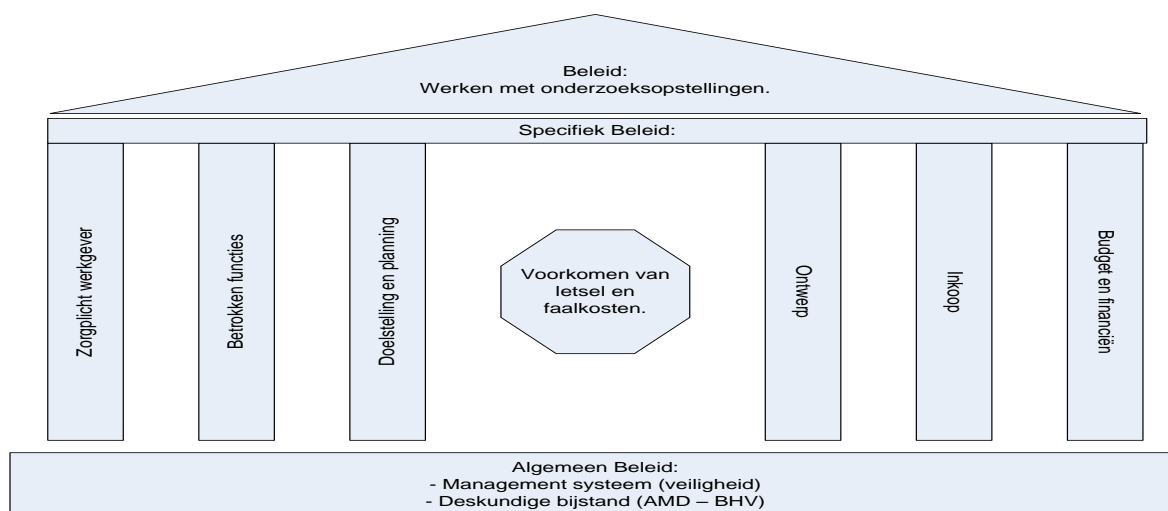 Beleid:
Werken met onderzoeksopstellingen.
Specifiek Beleid:
Zorgplicht werkgever
Betrokken functies
Doelstelling en planning
Voorkomen van
letsel en
faalkosten.
Ontwerp
Inkoop
Budget en financiën
Algemeen Beleid:
- Management systeem (veiligheid)
- Deskundige bijstand (AMD – BHV)